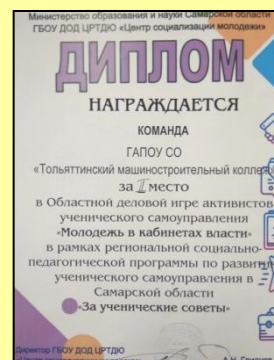 Министерство образования и науки Самарской области
ГБОУ ДОД ЦРТДЮ «Центр социализации молодежи»
ДИПЛОМ
НАГРАЖДАЕТСЯ
КОМАНДА
ГАПОУ СО
«Тольяттинский машиностроительный колледж
за II место
в Областной деловой игре активистов
ученического самоуправления
«Молодежь в кабинетах власти»
в рамках региональной социально-
педагогической программы по развити
ученического самоуправления в
Самарской области
«За ученические советы»
Директор ГБОУ ДОД ЦРТДЮ